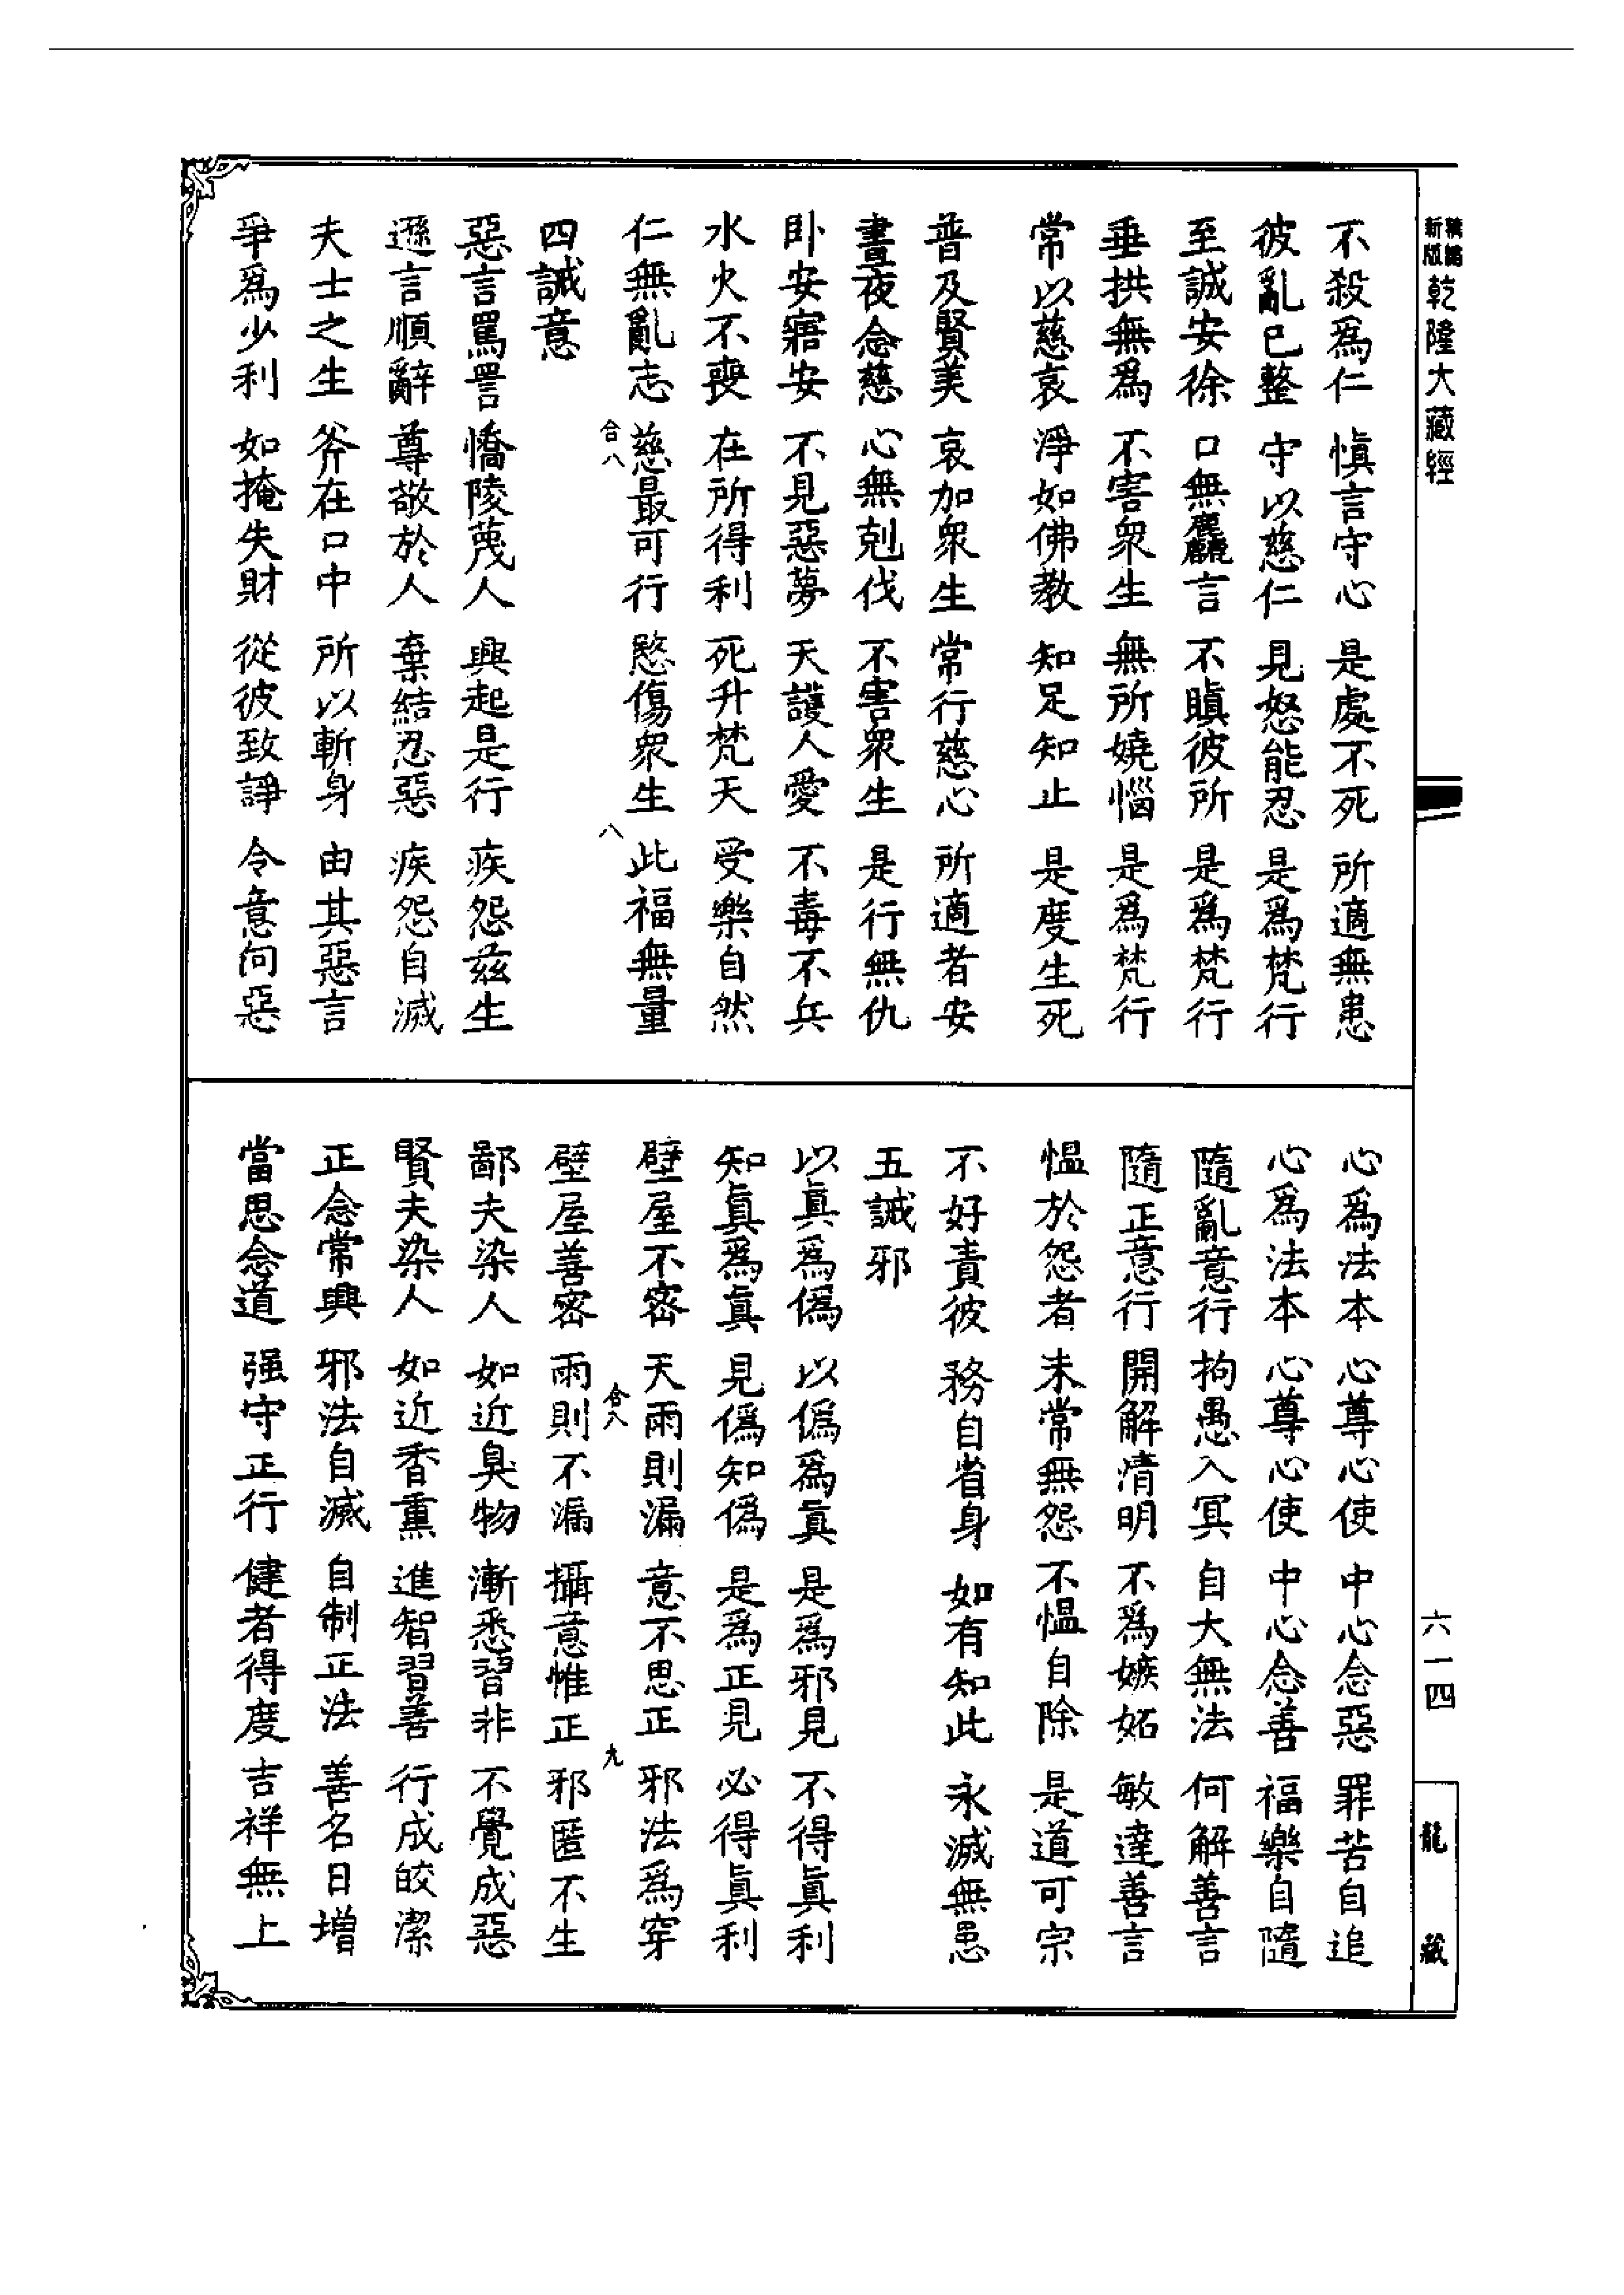 新版
乾隆大藏經
不殺爲仁 慎言守心 是處不死 所適無患
彼亂已整 守以慈仁 見怒能忍 是爲梵行
至誠安徐 口無麤言 不瞋彼所 是爲梵行
垂拱無爲 不害衆生 無所嬈惱 是爲梵行
常以慈哀 淨如佛教 知足知止 是度生死
普及賢美 哀加衆生 常行慈心 所適者安
晝夜念慈 心無剋伐 不害衆生 是行無仇
卧安寤安 不見惡夢 天護人愛 不毒不兵
水火不喪 在所得利 死升梵天 受樂自然
仁無亂志 慈最可行 愍傷衆生 此福無量
合八 八
四誡意
惡言罵詈 憍陵蔑人 興起是行 疾怨兹生
遜言順辭 尊敬於人 棄結忍惡 疾怨自滅
夫士之生 斧在口中 所以斬身 由其惡言
爭爲少利 如掩失財 從彼致諍 令意向惡
心爲法本 心尊心使 中心念惡 罪苦自追
心爲法本 心尊心使 中心念善 福樂自隨
隨亂意行 拘愚入冥 自大無法 何解善言
隨正意行 開解清明 不爲嫉妬 敏達善言
愠於怨者 未常無怨 不愠自除 是道可宗
不好責彼 務自省身 如有知此 永滅無患
五誡邪
以眞爲僞 以僞爲眞 是爲邪見 不得眞利
知眞爲眞 見僞知僞 是爲正見 必得眞利
壁屋不密 天雨則漏 意不思正 邪法爲穿
合八 九
壁屋善密 雨則不漏 攝意惟正 邪匿不生
鄙夫染人 如近臭物 漸悉習非 不覺成惡
賢夫染人 如近香熏 進智習善 行成皎潔
正念常興 邪法自滅 自制正法 善名日增
當思念道 强守正行 健者得度 吉祥無上
六一四
龍藏